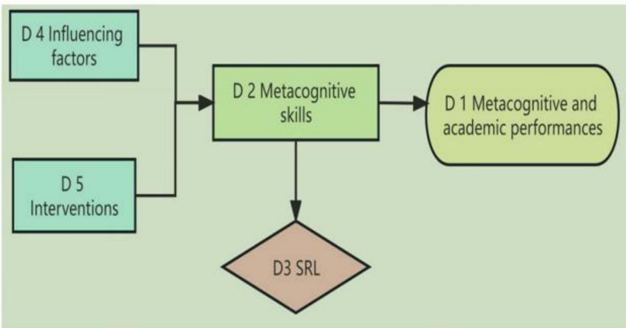 D 4 Influencing
factors
D 2 Metacognitive
skills
D 1 Metacognitive and
academic performances
D 5
Interventions
D3 SRL